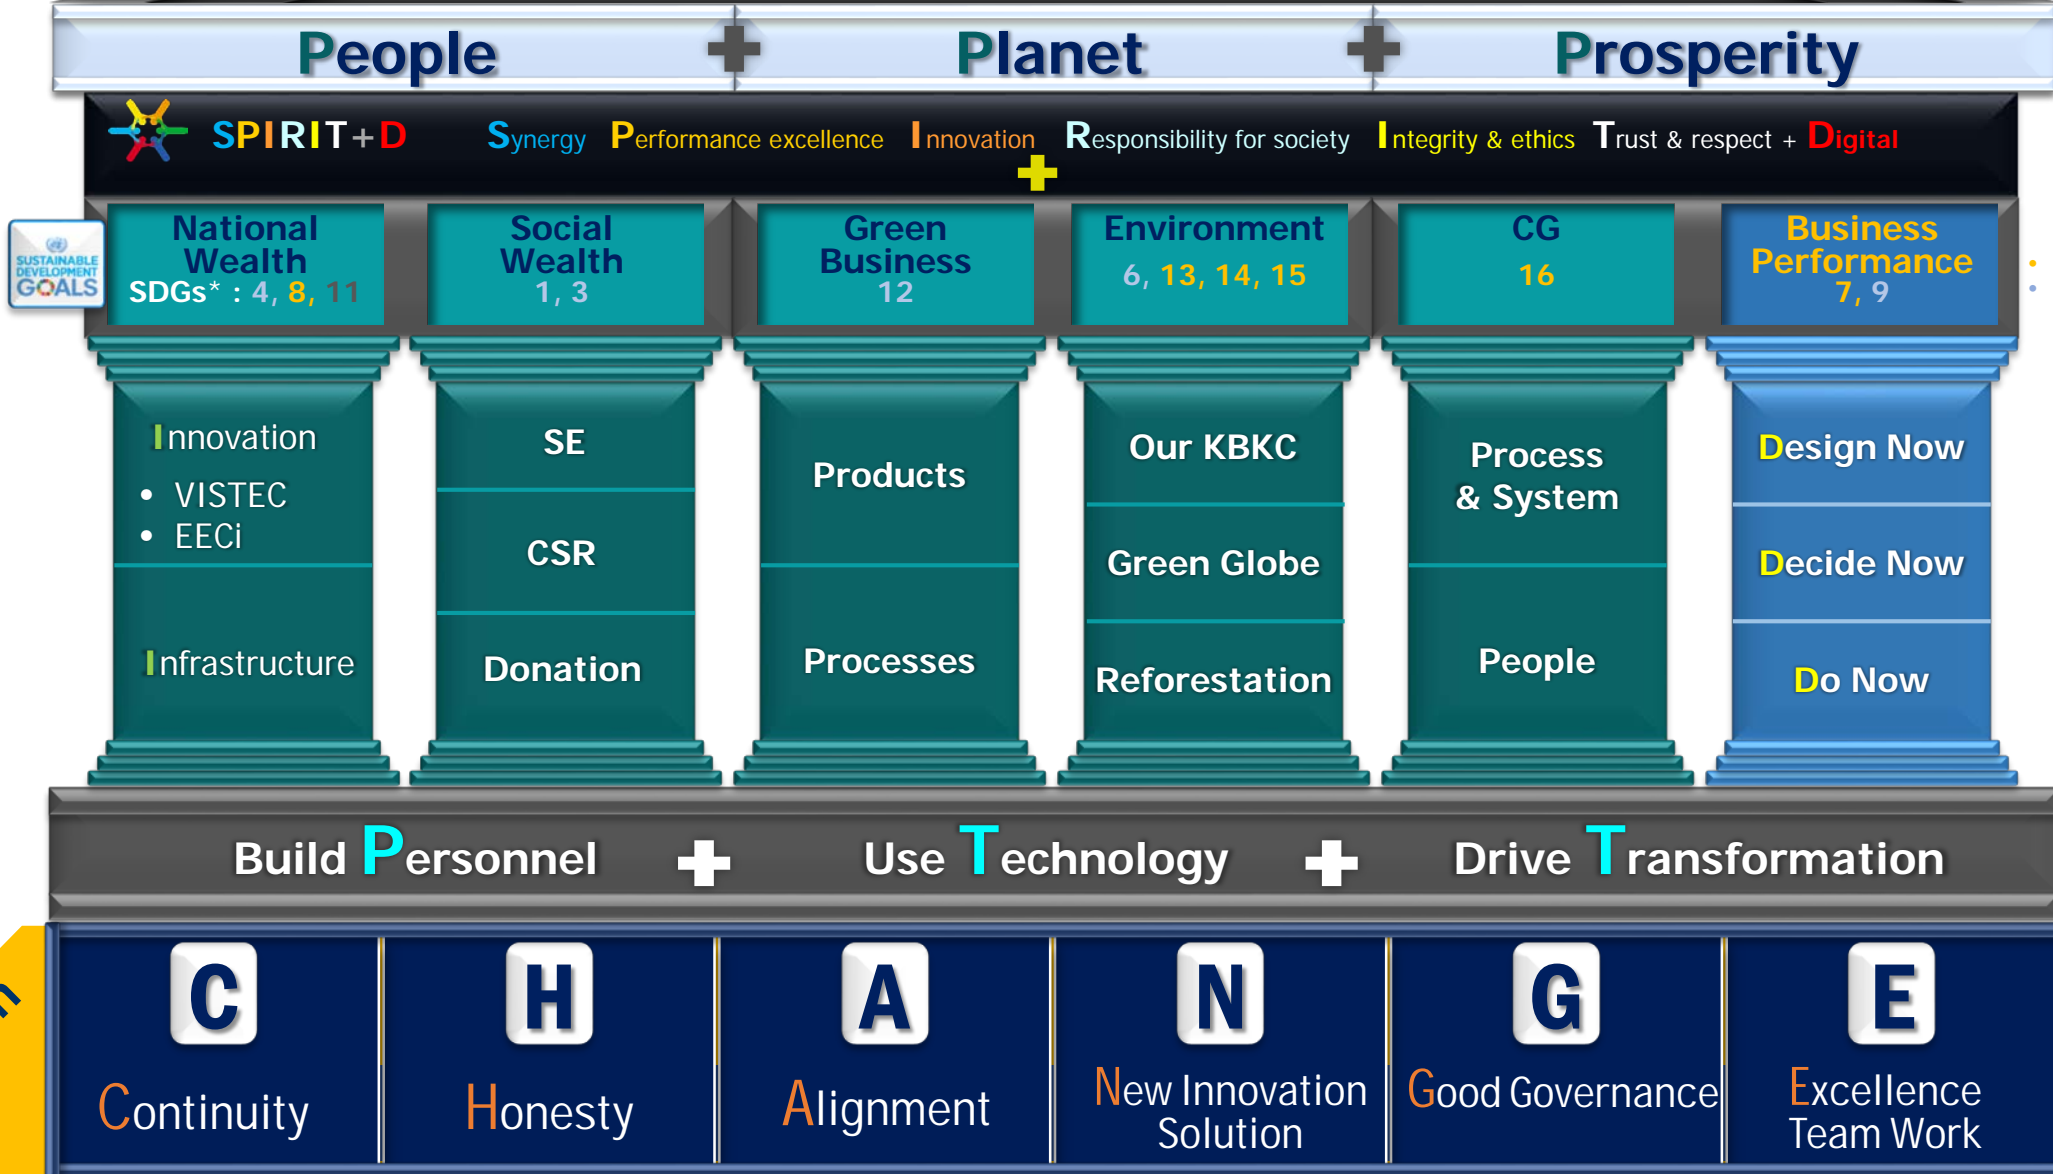 People + Planet + Prosperity
SPIRIT+D Synergy Performance excellence Innovation Responsibility for society Integrity & ethics Trust & respect + Digital
+
SUSTAINABLE
DEVELOPMENT
GOALS
National
Wealth
SDGs* : 4, 8, 11
Social
Wealth
1, 3
Green
Business
12
Environment
6, 13, 14, 15
CG
16
Business
Performance
7, 9
Innovation
• VISTEC
• EECi
Infrastructure
SE
CSR
Donation
Products
Processes
Our KBKC
Green Globe
Reforestation
Process
& System
People
Design Now
Decide Now
Do Now
Build Personnel + Use Technology + Drive Transformation
C
Continuity
H
Honesty
A
Alignment
N
New Innovation
Solution
G
Good Governance
E
Excellence
Team Work